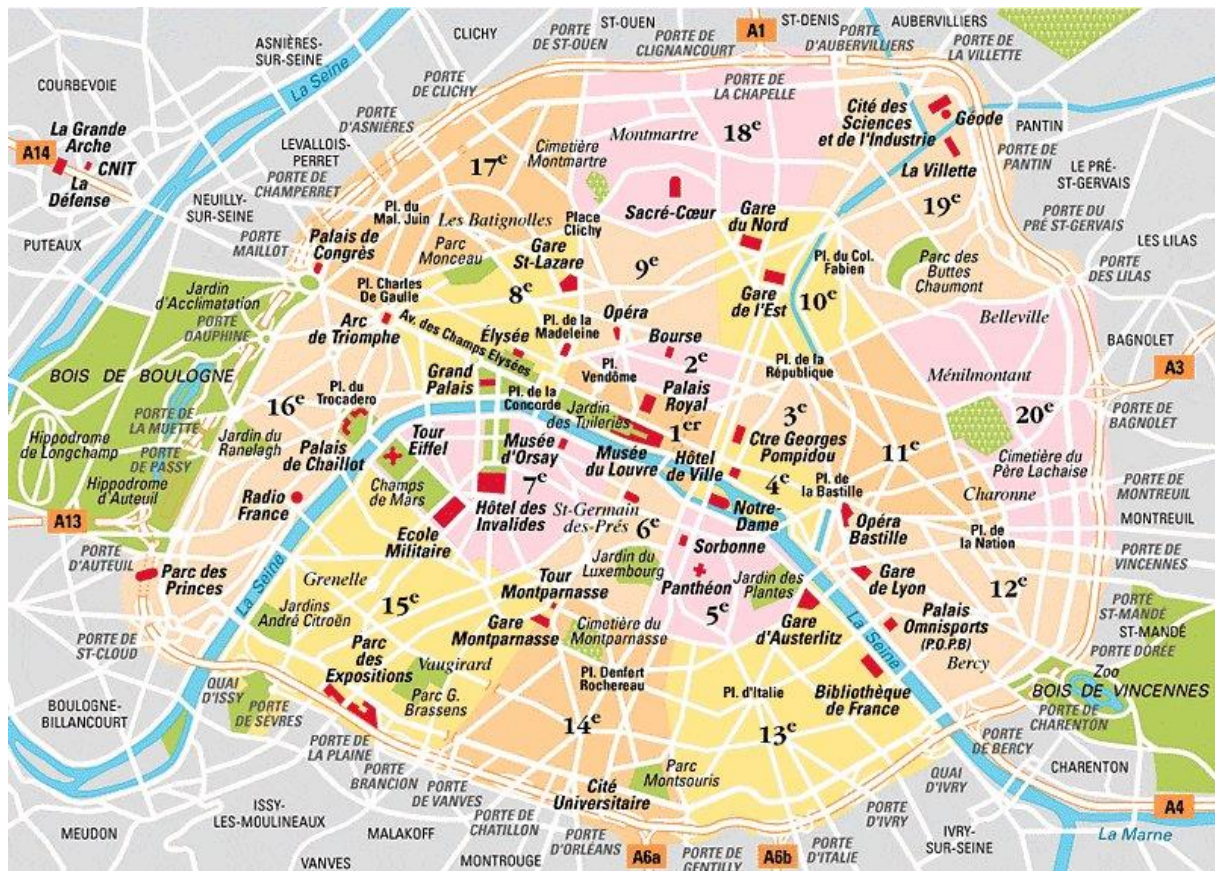 ST-OUEN
ST-DENIS
AUBERVILLIERS
CLICHY
PORTE
DE ST-OUEN
PORTE DE
CLIGNANCOURT
A1
PORTE
D'AUBERVILLIERS
PORTE DE
LA VILLETTE
ASNIÈRES-
SUR-SEINE
La Seine
PORTE
DE CLICHY
PORTE DE
LA CHAPELLE
COURBEVOIE
PORTE
D'ASNIÈRES
Cité des
Sciences
et de l'Industrie
Géode
PANTIN
La Grande
Arche
A14
CNIT
La
Défense
LEVALLOIS-
PERRET
PORTE DE
CHAMPERRET
17e
Cimetière
Montmartre
Montmartre
18e
La Villette
PORTE DE
PANTIN
LE PRÉ-
ST-GERVAIS
NEUILLY-
SUR-SEINE
Pl. du
Mal. Juin
Les Batignolles
Place
Clichy
Sacré-Cœur
Gare
du Nord
19e
PORTE DU
PRÉ ST-GERVAIS
PUTEAUX
PORTE
MAILLOT
Palais de
Congrès
Parc
Monceau
Gare
St-Lazare
9e
Pl. du Col.
Fabien
Parc des
Buttes
Chaumont
LES LILAS
PORTE
DES LILAS
Jardin
d'Acclimatation
Pl. Charles
De Gaulle
8e
Gare
de l'Est
10e
PORTE
DAUPHINE
Arc
de Triomphe
Av. des Champs Elysées
Élysée
Pl. de la
Madeleine
Opéra
Bourse
2e
Belleville
BAGNOLET
BOIS DE BOULOGNE
Grand
Palais
Pl. de la
Concorde
Pl.
Vendôme
Palais
Royal
Pl. de la
République
Ménilmontant
A3
16e
Pl. du
Trocadero
Jardin
des Tuileries
1er
3e
20e
PORTE DE
LA MUETTE
PORTE DE
BAGNOLET
Hippodrome
de Longchamp
Jardin du
Ranelagh
Palais
de Chaillot
Tour
Eiffel
Musée
d'Orsay
Musée
du Louvre
Hôtel
de Ville
Ctre Georges
Pompidou
11e
Cimetière du
Père Lachaise
PORTE
DE PASSY
Hippodrome
d'Auteuil
Champs
de Mars
7e
4e
Pl. de
la Bastille
Charonne
PORTE DE
MONTREUIL
Radio
France
Hôtel des
Invalides
St-Germain
des-Prés
Notre-
Dame
A13
Ecole
Militaire
6e
Opéra
Bastille
Pl. de
la Nation
MONTREUIL
PORTE
D'AUTEUIL
Sorbonne
PORTE DE
VINCENNES
Parc des
Princes
La Seine
Grenelle
Tour
Montparnasse
Jardin du
Luxembourg
Panthéon
Jardin des
Plantes
Gare
de Lyon
12e
Jardins
André Citroën
15e
5e
PORTE
ST-MANDÉ
Gare
Montparnasse
Cimetière du
Montparnasse
Gare
d'Austerlitz
La Seine
Palais
Omnisports
(P.O.P.B)
ST-MANDÉ
PORTE DORÉE
PORTE DE
ST-CLOUD
Parc
des
Expositions
Vaugirard
Bercy
Zoo
QUAI
D'ISSY
Parc G.
Brassens
Pl. Denfert
Rochereau
Pl. d'Italie
Bibliothèque
de France
BOIS DE VINCENNES
BOULOGNE-
BILLANCOURT
PORTE
DE SÈVRES
14e
13e
PORTE DE
CHARENTON
PORTE DE
LA PLAINE
PORTE
DE BERCY
PORTE
BRANCION
PORTE
DE VANVES
Parc
Montsouris
QUAI
D'IVRY
CHARENTON
ISSY-
LES-MOULINEAUX
PORTE DE
CHATILLON
Cité
Universitaire
PORTE
D'IVRY
A4
MEUDON
MALAKOFF
PORTE
D'ORLÉANS
PORTE
D'ITALIE
IVRY-
SUR-SEINE
La Marne
VANVES
MONTROUGE
A6a
PORTE DE
GENTILLY
A6b